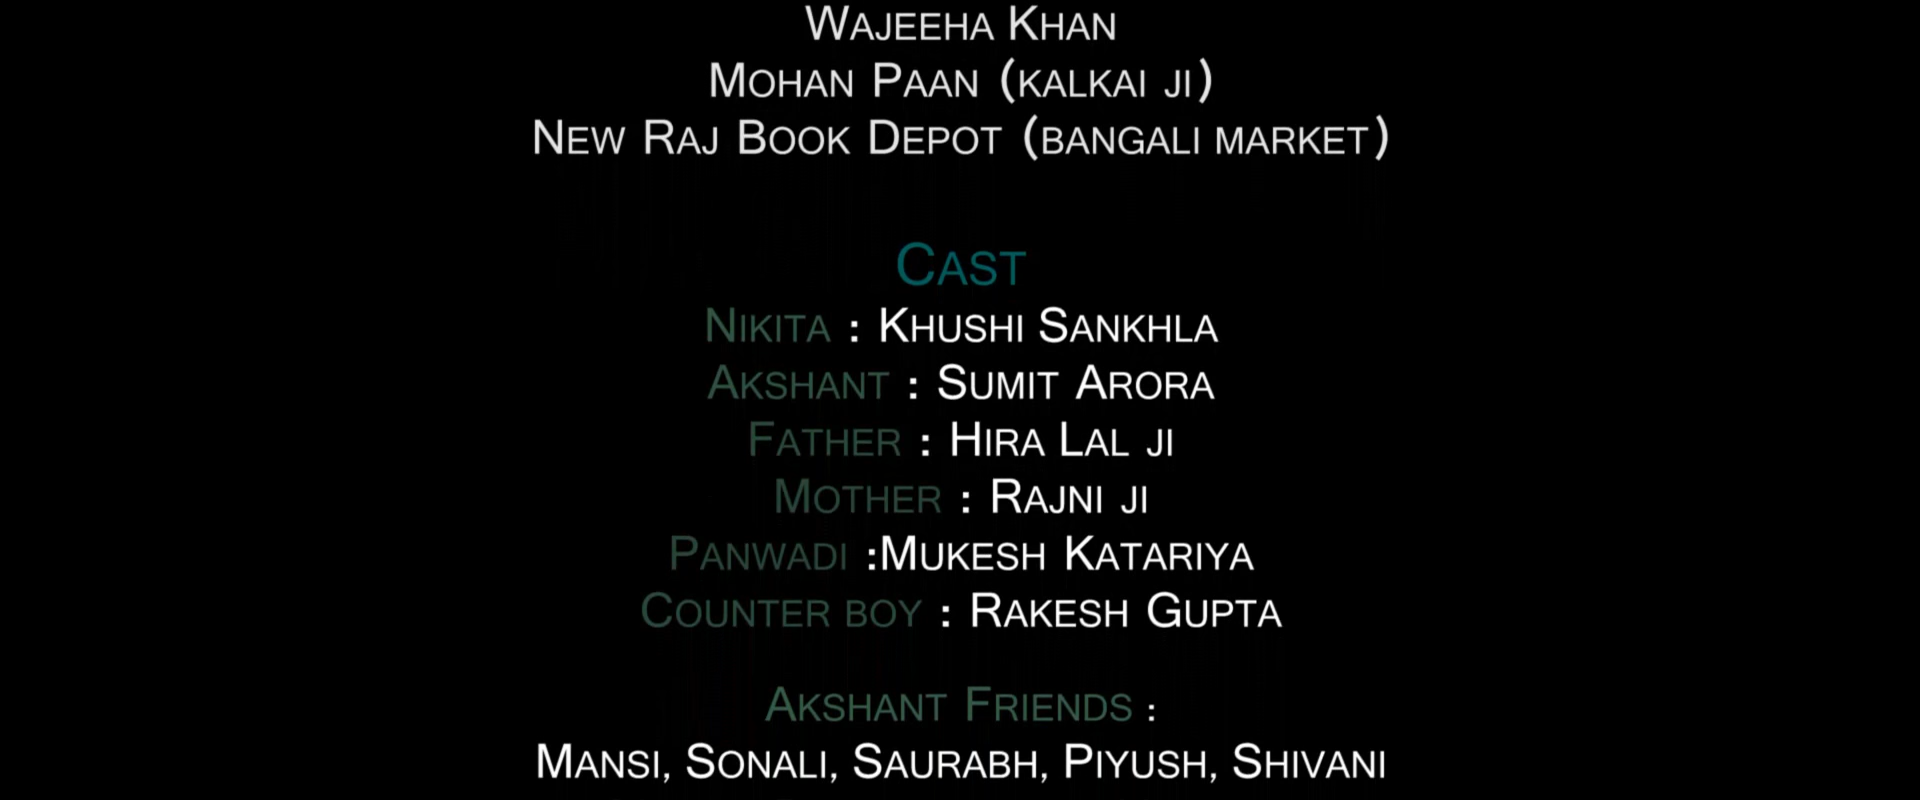 Wajeeha Khan
Mohan Paan (kalkai ji)
New Raj Book Depot (bangali market)
Cast
Nikita : Khushi Sankhla
Akshant : Sumit Arora
Father : Hira Lal ji
Mother : Rajni ji
Panwadi :Mukesh Katariya
Counter boy : Rakesh Gupta
Akshant Friends :
Mansi, Sonali, Saurabh, Piyush, Shivani